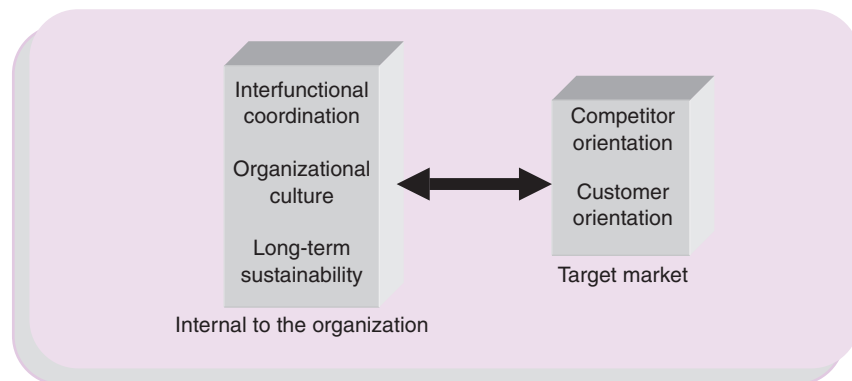 Interfunctional
coordination
Organizational
culture
Long-term
sustainability
Internal to the organization
Competitor
orientation
Customer
orientation
Target market